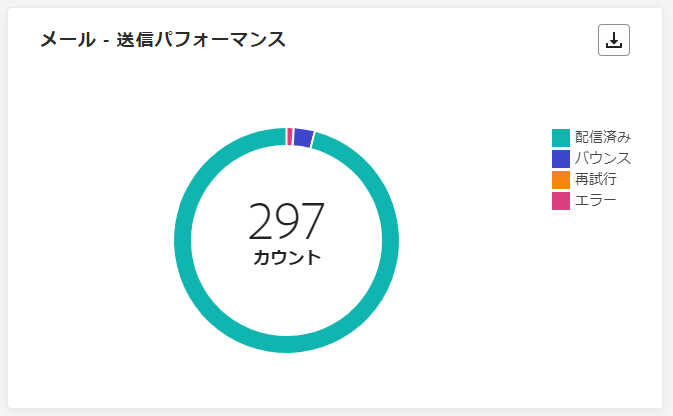 メール - 送信パフォーマンス
297
カウント
配信済み
バウンス
再試行
エラー